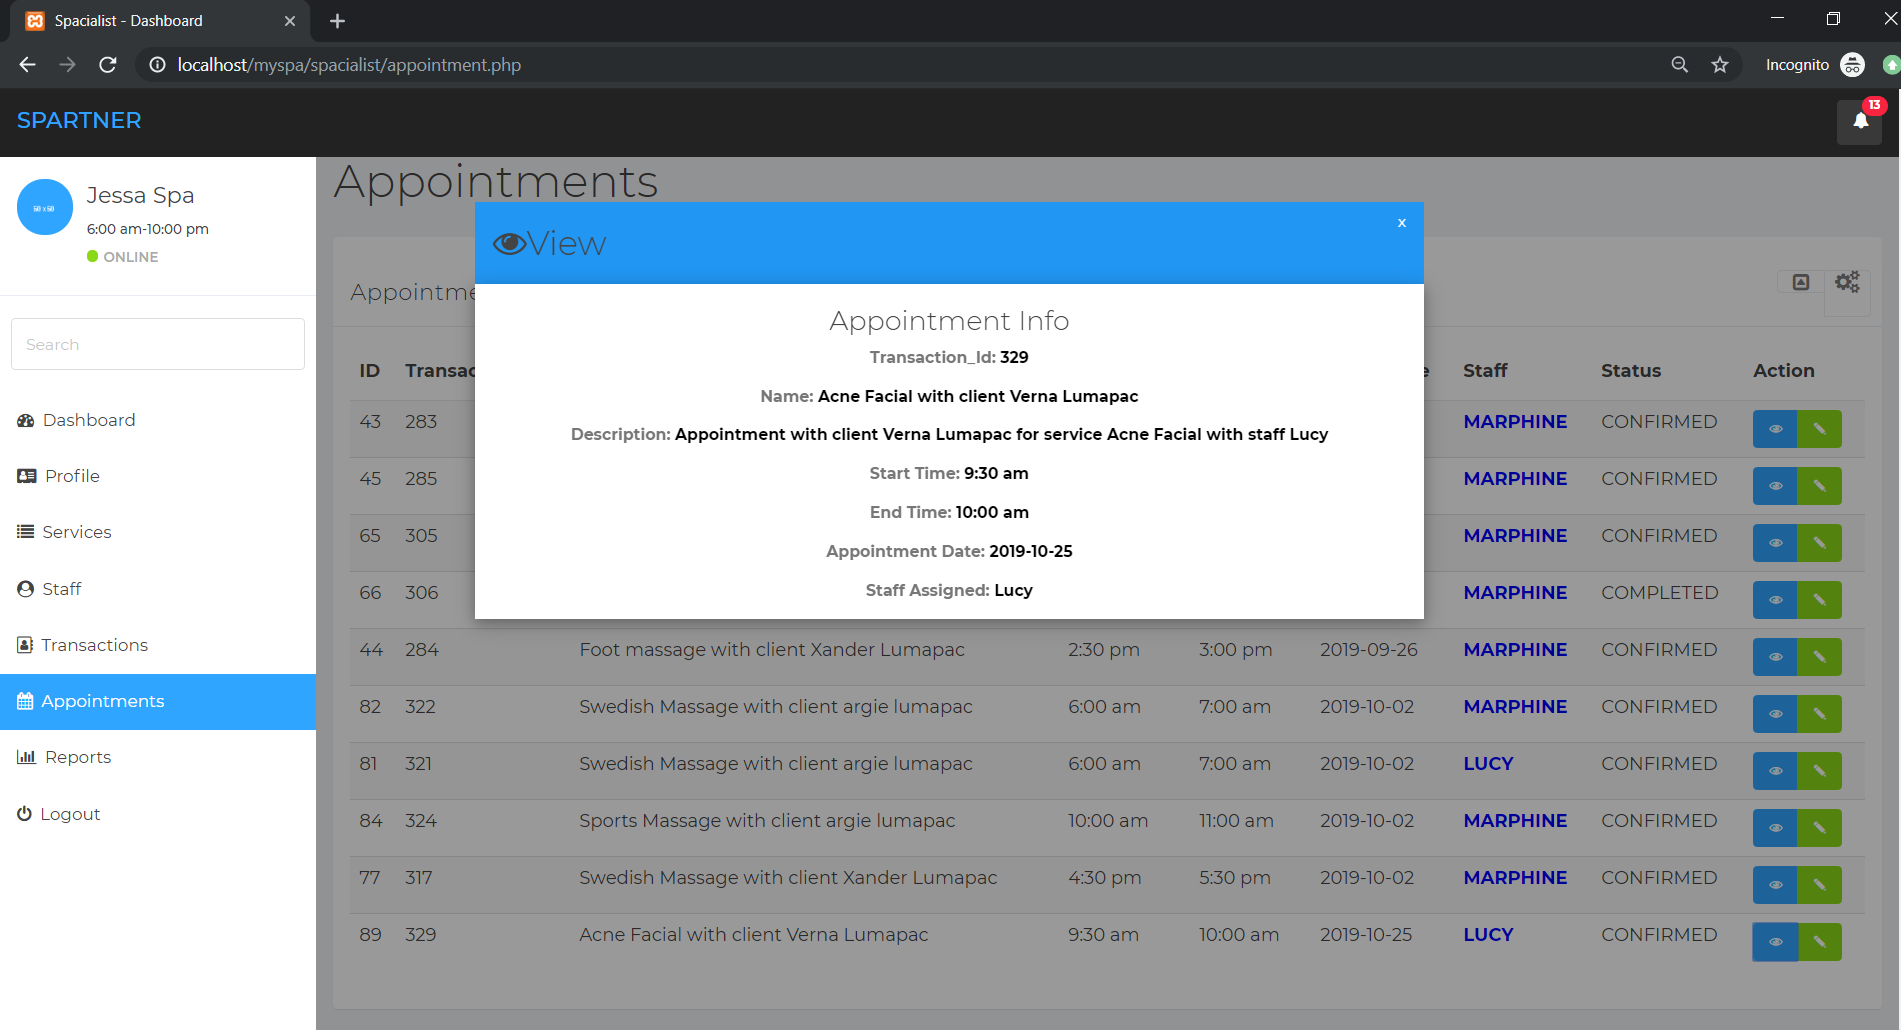 Spacialist - Dashboard
localhost/myspa/spacialist/appointment.php
Incognito
SPARTNER
13
Jessa Spa
6:00 am-10:00 pm
ONLINE
Search
Dashboard
Profile
Services
Staff
Transactions
Appointments
Reports
Logout
Appointments
View
x
Appointment Info
Transaction_Id: 329
Name: Acne Facial with client Verna Lumapac
Description: Appointment with client Verna Lumapac for service Acne Facial with staff Lucy
Start Time: 9:30 am
End Time: 10:00 am
Appointment Date: 2019-10-25
Staff Assigned: Lucy
Appointme
ID Transac e Staff Status Action
43 283 MARPHINE CONFIRMED
45 285 MARPHINE CONFIRMED
65 305 MARPHINE CONFIRMED
66 306 MARPHINE COMPLETED
44 284 Foot massage with client Xander Lumapac 2:30 pm 3:00 pm 2019-09-26 MARPHINE CONFIRMED
82 322 Swedish Massage with client argie lumapac 6:00 am 7:00 am 2019-10-02 MARPHINE CONFIRMED
81 321 Swedish Massage with client argie lumapac 6:00 am 7:00 am 2019-10-02 LUCY CONFIRMED
84 324 Sports Massage with client argie lumapac 10:00 am 11:00 am 2019-10-02 MARPHINE CONFIRMED
77 317 Swedish Massage with client Xander Lumapac 4:30 pm 5:30 pm 2019-10-02 MARPHINE CONFIRMED
89 329 Acne Facial with client Verna Lumapac 9:30 am 10:00 am 2019-10-25 LUCY CONFIRMED